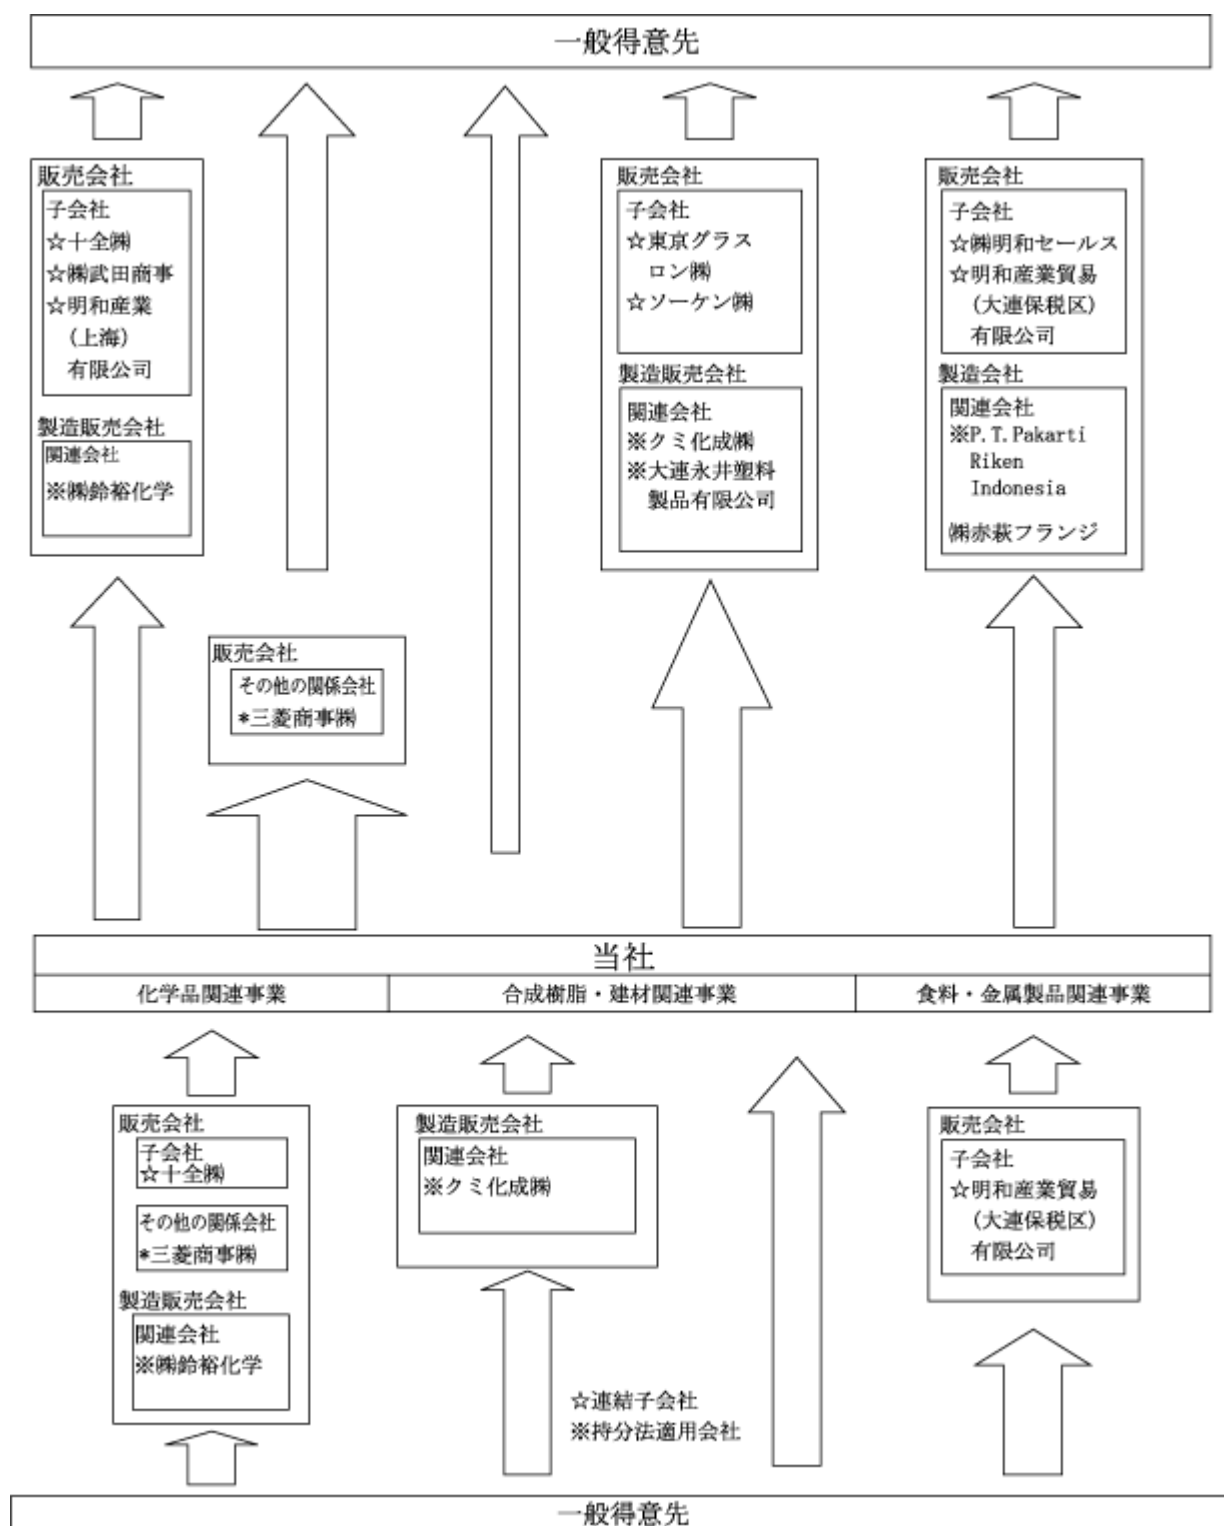 一般得意先
販売会社
子会社
☆十全㈱
☆㈱武田商事
☆明和産業
(上海)
有限公司
製造販売会社
関連会社
※㈱鈴裕化学
販売会社
その他の関係会社
*三菱商事㈱
販売会社
子会社
☆東京グラス
ロン㈱
☆ソーケン㈱
製造販売会社
関連会社
※クミ化成㈱
※大連永井塑料
製品有限公司
販売会社
子会社
☆㈱明和セールス
☆明和産業貿易
(大連保税区)
有限公司
製造会社
関連会社
※P.T.Pakarti
Riken
Indonesia
㈱赤萩フランジ
当社
化学品関連事業
合成樹脂・建材関連事業
食料・金属製品関連事業
販売会社
子会社
☆十全㈱
その他の関係会社
*三菱商事㈱
製造販売会社
関連会社
※㈱鈴裕化学
製造販売会社
関連会社
※クミ化成㈱
販売会社
子会社
☆明和産業貿易
(大連保税区)
有限公司
☆連結子会社
※持分法適用会社
一般得意先